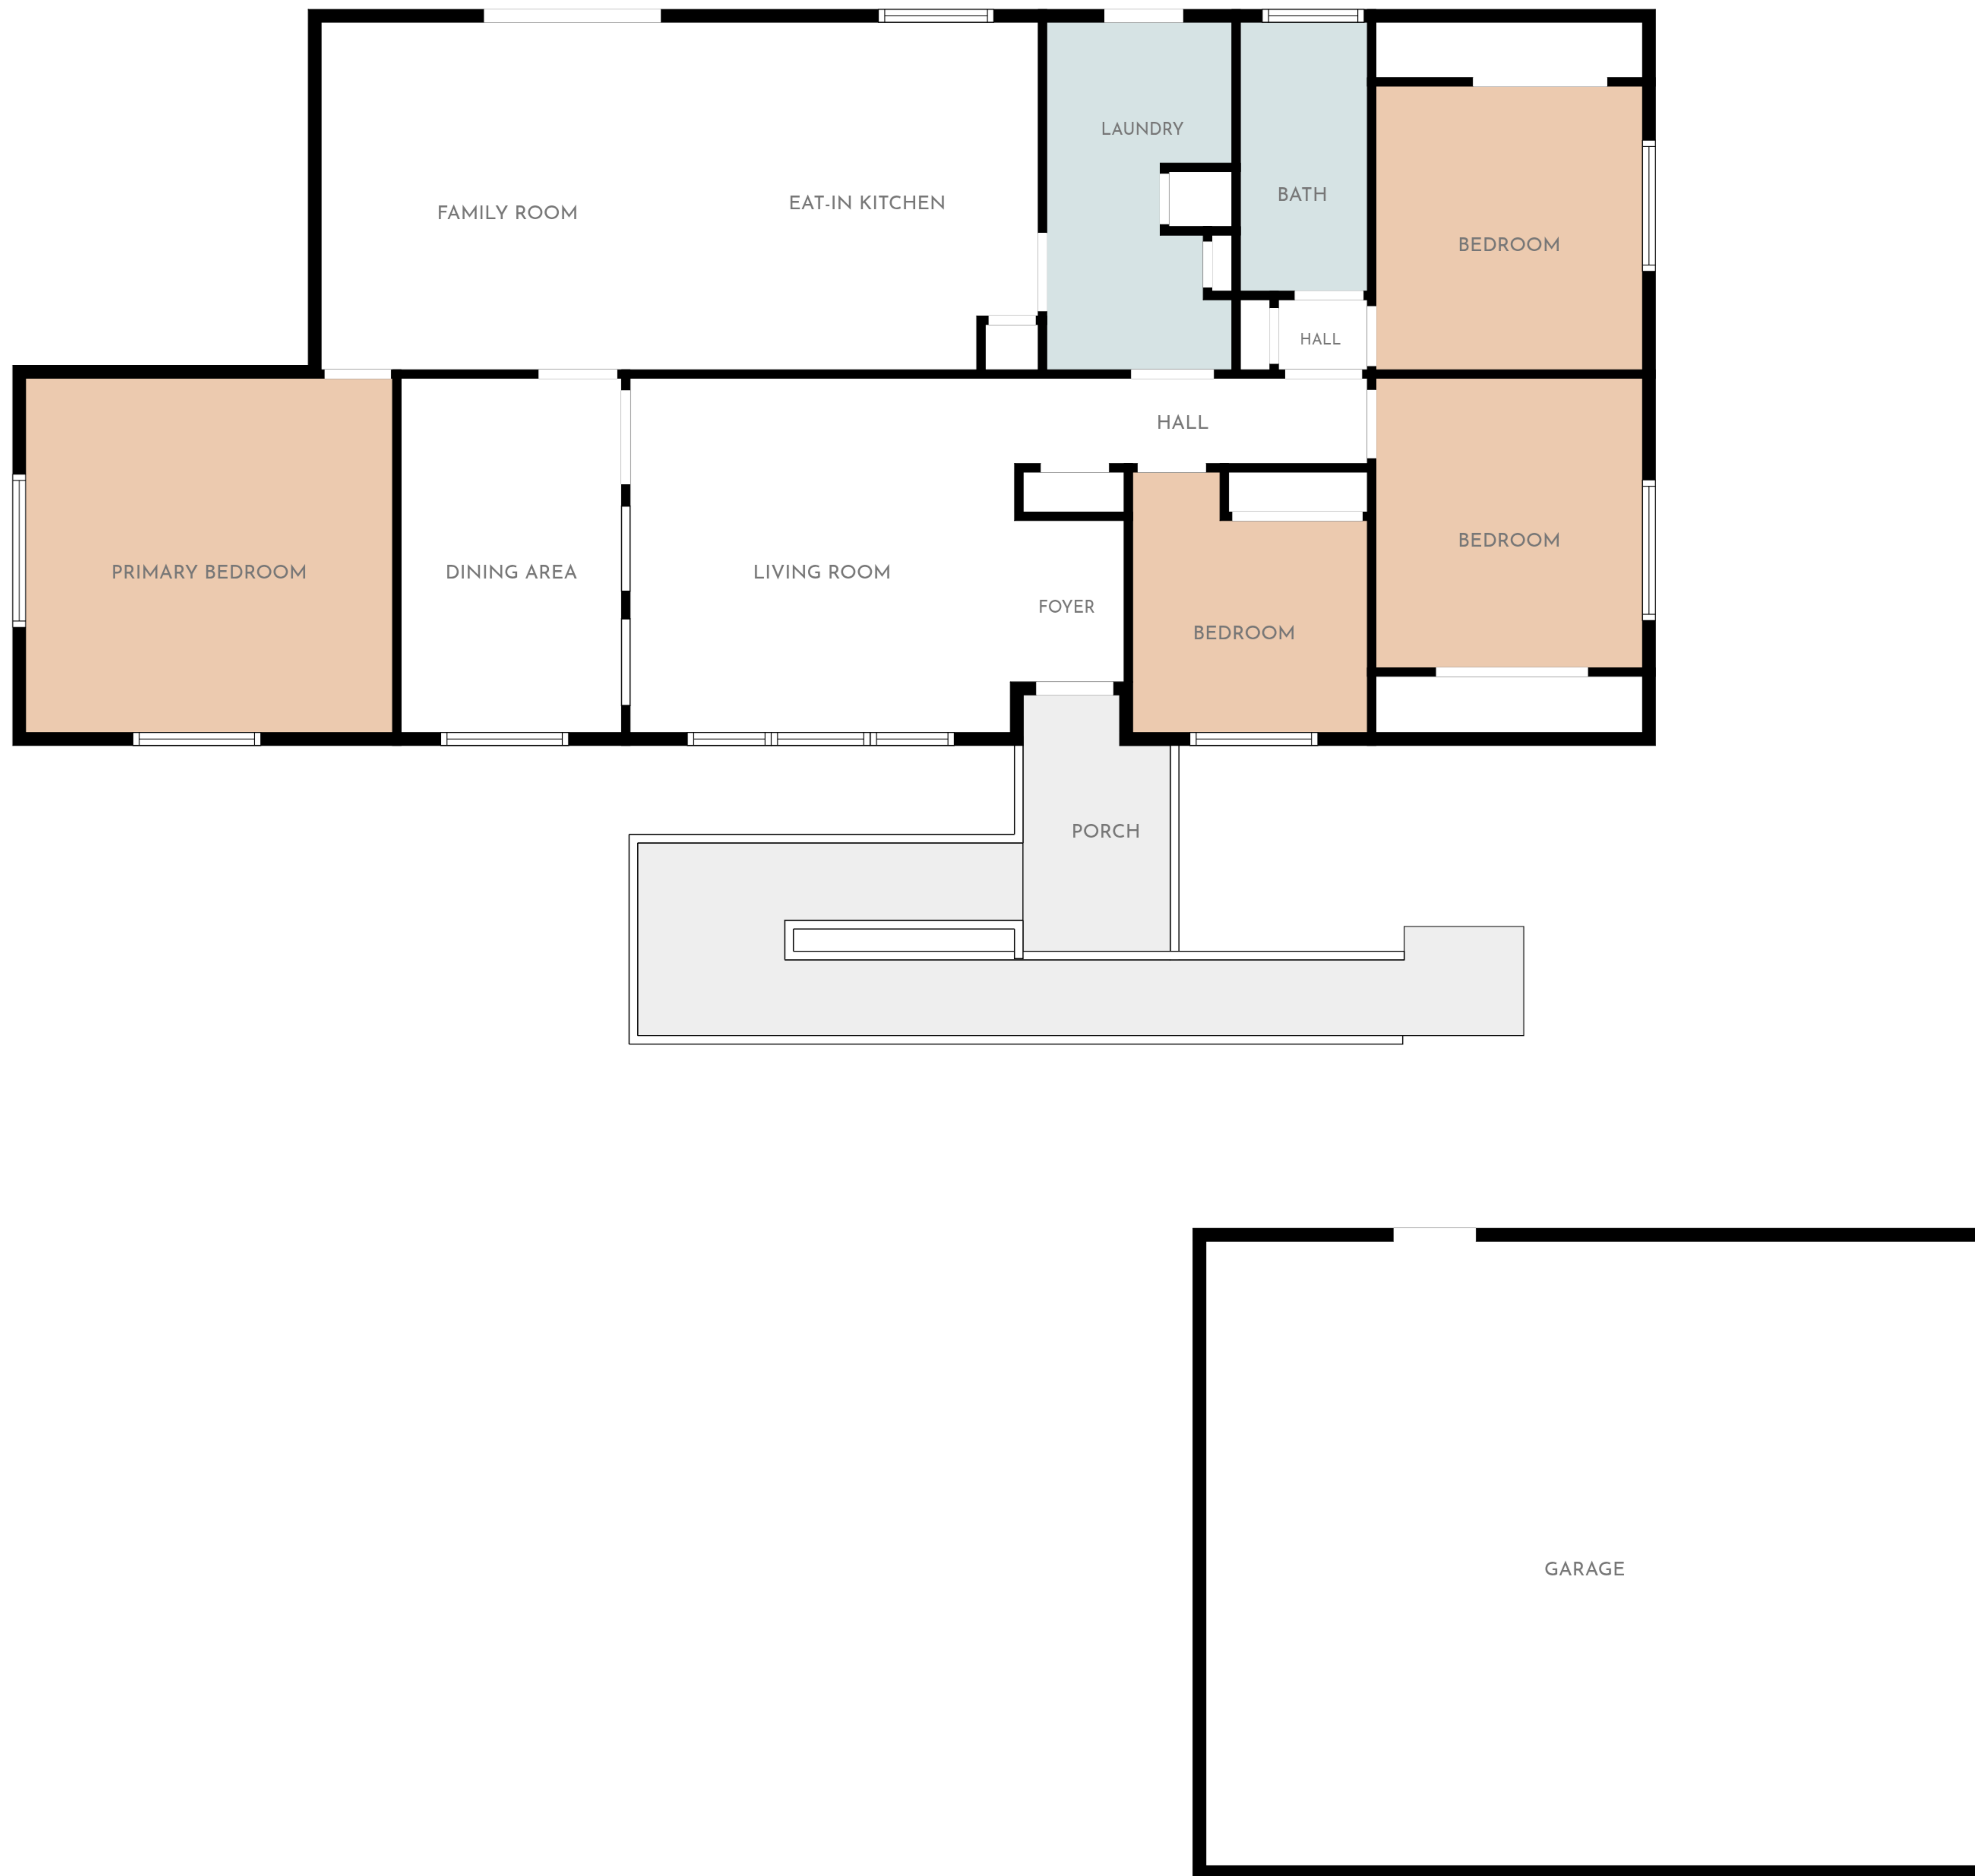 LAUNDRY
BATH
EAT-IN KITCHEN
FAMILY ROOM
BEDROOM
HALL
HALL
BEDROOM
PRIMARY BEDROOM
DINING AREA
LIVING ROOM
FOYER
BEDROOM
PORCH
GARAGE